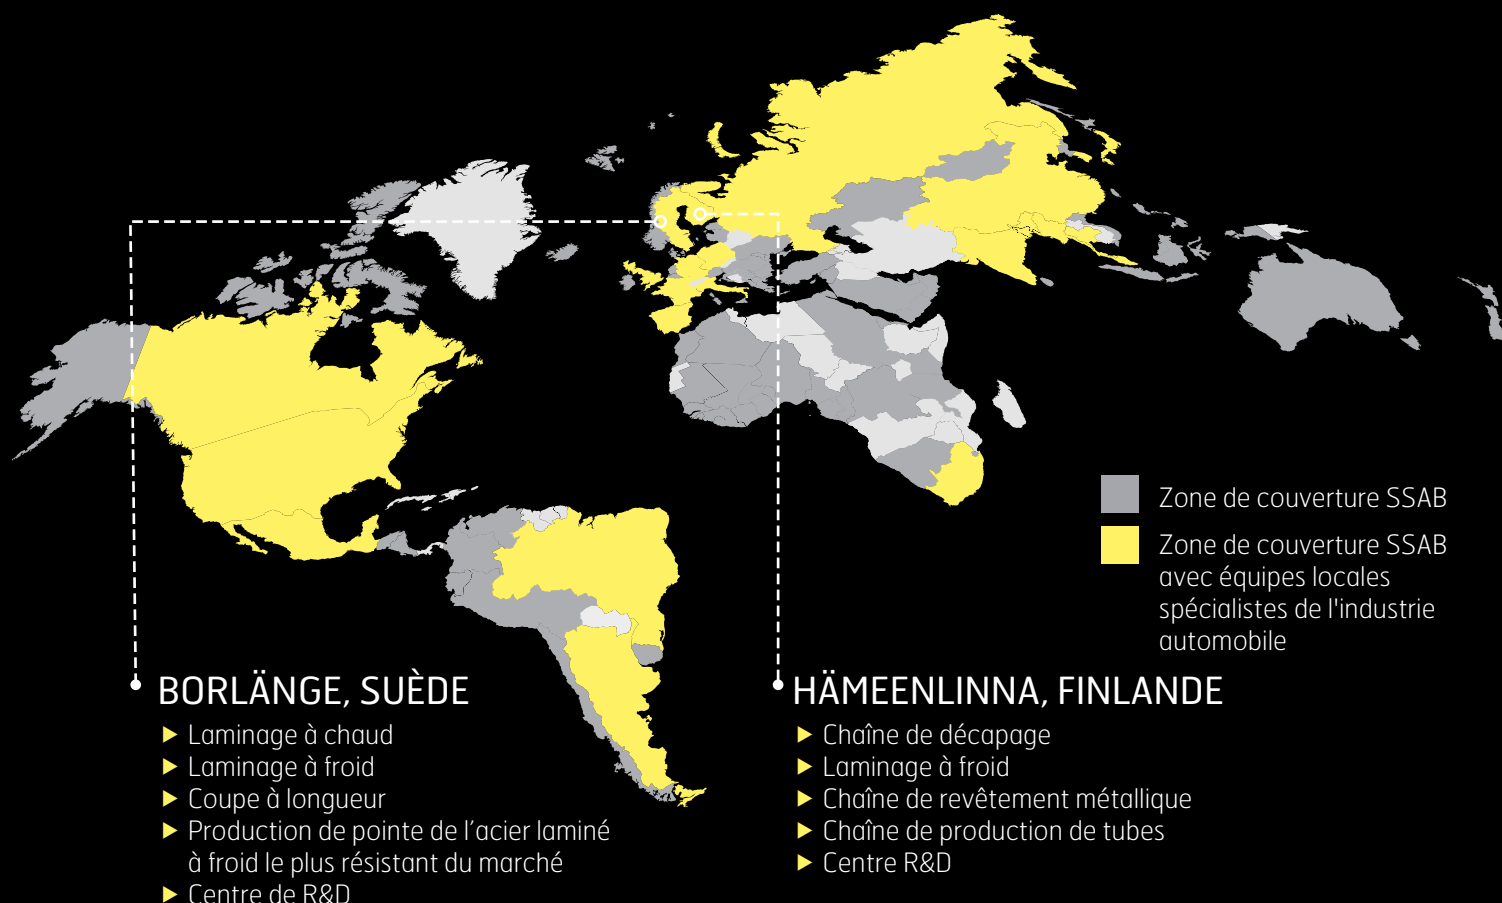 Zone de couverture SSAB
Zone de couverture SSAB
avec équipes locales
spécialistes de l'industrie
automobile
BORLÄNGE, SUÈDE
Laminage à chaud
Laminage à froid
Coupe à longueur
Production de pointe de l’acier laminé
à froid le plus résistant du marché
Centre de R&D
HÄMEENLINNA, FINLANDE
Chaîne de décapage
Laminage à froid
Chaîne de revêtement métallique
Chaîne de production de tubes
Centre R&D